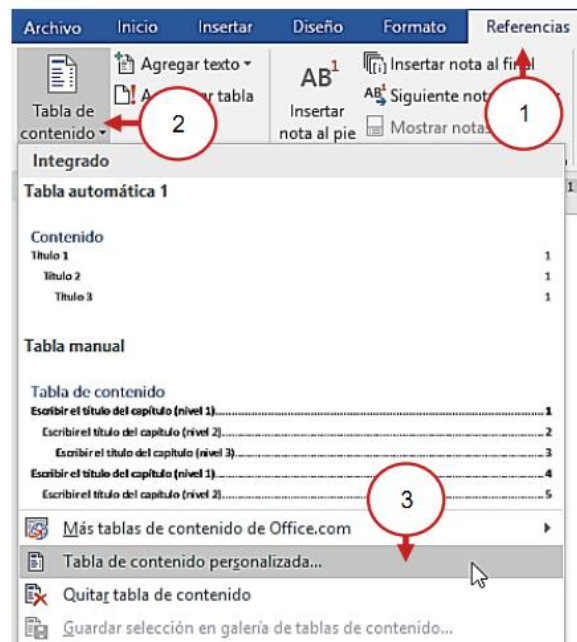 Archivo Inicio Insertar Diseño Formato Referencias
Agregar texto
Insertar nota al final
AB1
1
Tabla de contenido
2
tabla
Insertar nota al pie
AB1 Siguiente
Mostrar notas
1
Integrado
Tabla automática 1
Contenido
Título 1 1
Título 2 1
Título 3 1
Tabla manual
Tabla de contenido
Escribir el título del capítulo (nivel 1) 1
Escribir el título del capítulo (nivel 2) 2
Escribir el título del capítulo (nivel 3) 3
Escribir el título del capítulo (nivel 1) 4
Escribir el título del capítulo (nivel 2) 5
3
Más tablas de contenido de Office.com
Tabla de contenido personalizada...
Quitar tabla de contenido
Guardar selección en galería de tablas de contenido...